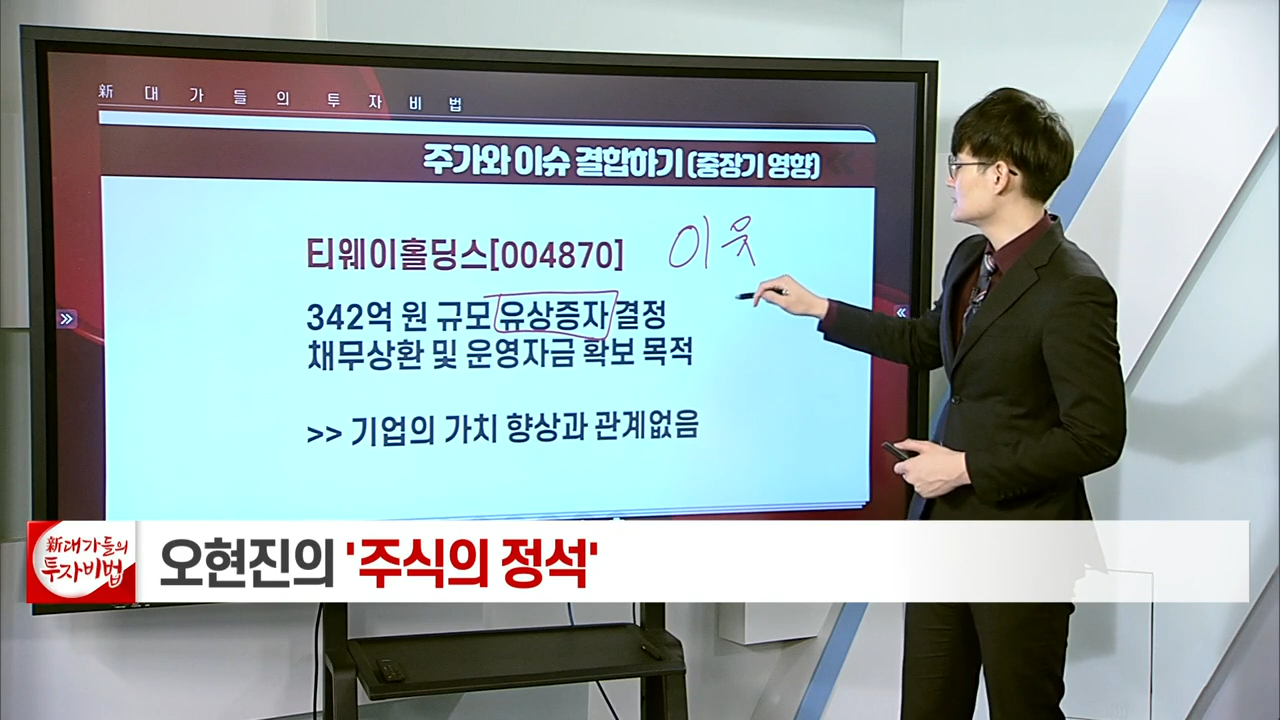 新 대 가 들 의 투 자 비 법
주가와 이슈 결합하기 (중장기 영향)
티웨이홀딩스[004870]
이웃
342억 원 규모 유상증자 결정
채무상환 및 운영자금 확보 목적
>> 기업의 가치 향상과 관계없음
新대가들의
투자비법
오현진의 '주식의 정석'